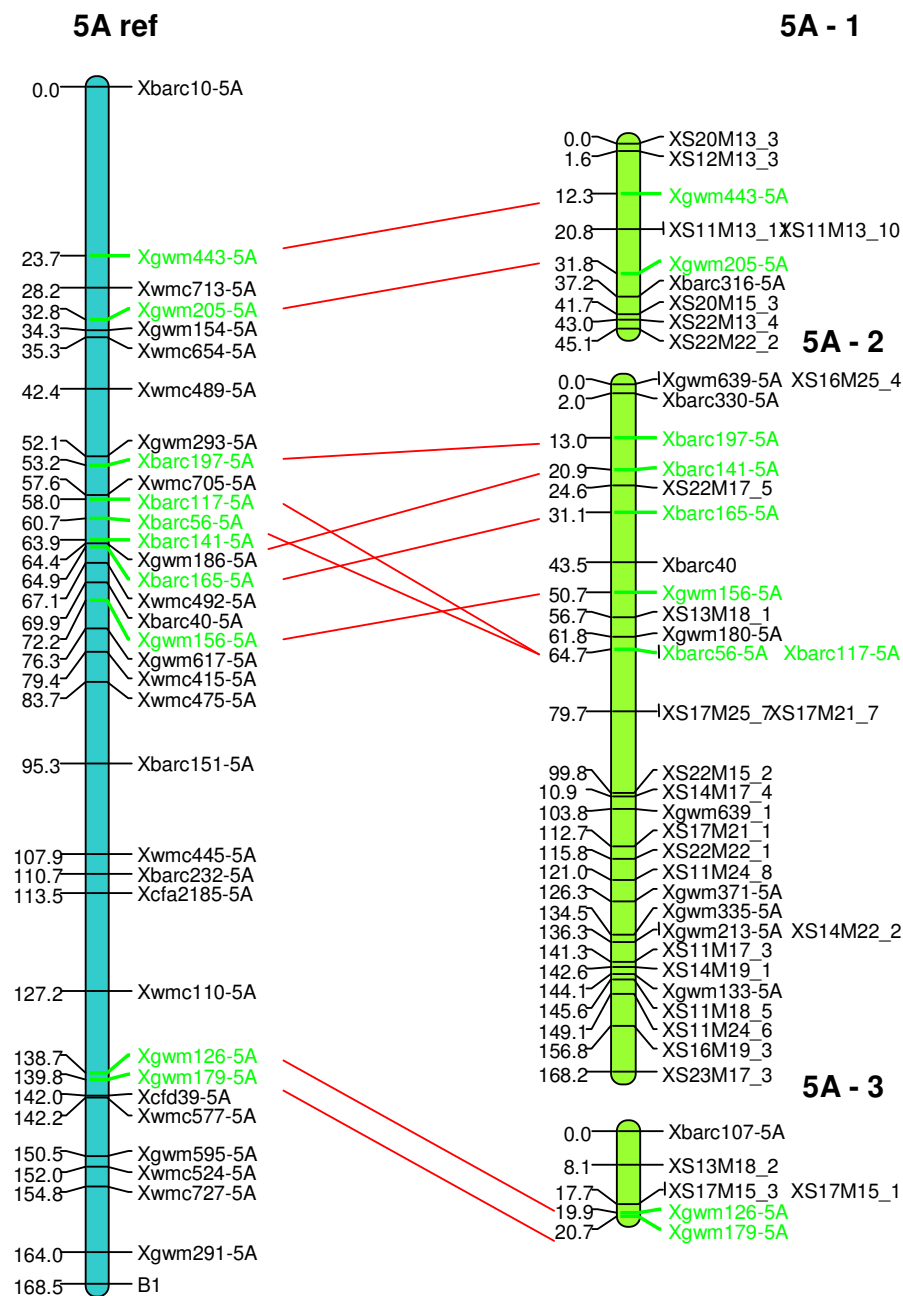 5A ref
0.0 Xbarc10-5A
23.7 Xgwm443-5A
28.2 Xwmc713-5A
32.8 Xgwm205-5A
34.3 Xgwm154-5A
35.3 Xwmc654-5A
42.4 Xwmc489-5A
52.1 Xgwm293-5A
53.2 Xbarc197-5A
57.6 Xwmc705-5A
58.0 Xbarc117-5A
60.7 Xbarc56-5A
63.9 Xbarc141-5A
64.4 Xgwm186-5A
64.9 Xbarc165-5A
67.1 Xwmc492-5A
69.9 Xbarc40-5A
72.2 Xgwm156-5A
76.3 Xgwm617-5A
79.4 Xwmc415-5A
83.7 Xwmc475-5A
95.3 Xbarc151-5A
107.9 Xwmc445-5A
110.7 Xbarc232-5A
113.5 Xcfa2185-5A
127.2 Xwmc110-5A
138.7 Xgwm126-5A
139.8 Xgwm179-5A
142.0 Xcfd39-5A
142.2 Xwmc577-5A
150.5 Xgwm595-5A
152.0 Xwmc524-5A
154.8 Xwmc727-5A
164.0 Xgwm291-5A
168.5 B1
5A - 1
0.0 XS20M13_3
1.6 XS12M13_3
12.3 Xgwm443-5A
20.8 XS11M13_1 XS11M13_10
31.8 Xgwm205-5A
37.2 Xbarc316-5A
41.7 XS20M15_3
43.0 XS22M13_4
45.1 XS22M22_2
5A - 2
0.0 Xgwm639-5A XS16M25_4
2.0 Xbarc330-5A
13.0 Xbarc197-5A
20.9 Xbarc141-5A
24.6 XS22M17_5
31.1 Xbarc165-5A
43.5 Xbarc40
50.7 Xgwm156-5A
56.7 XS13M18_1
61.8 Xgwm180-5A
64.7 Xbarc56-5A Xbarc117-5A
79.7 XS17M25_7 XS17M21_7
99.8 XS22M15_2
10.9 XS14M17_4
103.8 Xgwm639_1
112.7 XS17M21_1
115.8 XS22M22_1
121.0 XS11M24_8
126.3 Xgwm371-5A
134.5 Xgwm335-5A
136.3 Xgwm213-5A XS14M22_2
141.3 XS11M17_3
142.6 XS14M19_1
144.1 Xgwm133-5A
145.6 XS11M18_5
149.1 XS11M24_6
156.8 XS16M19_3
168.2 XS23M17_3
5A - 3
0.0 Xbarc107-5A
8.1 XS13M18_2
17.7 XS17M15_3 XS17M15_1
19.9 Xgwm126-5A
20.7 Xgwm179-5A